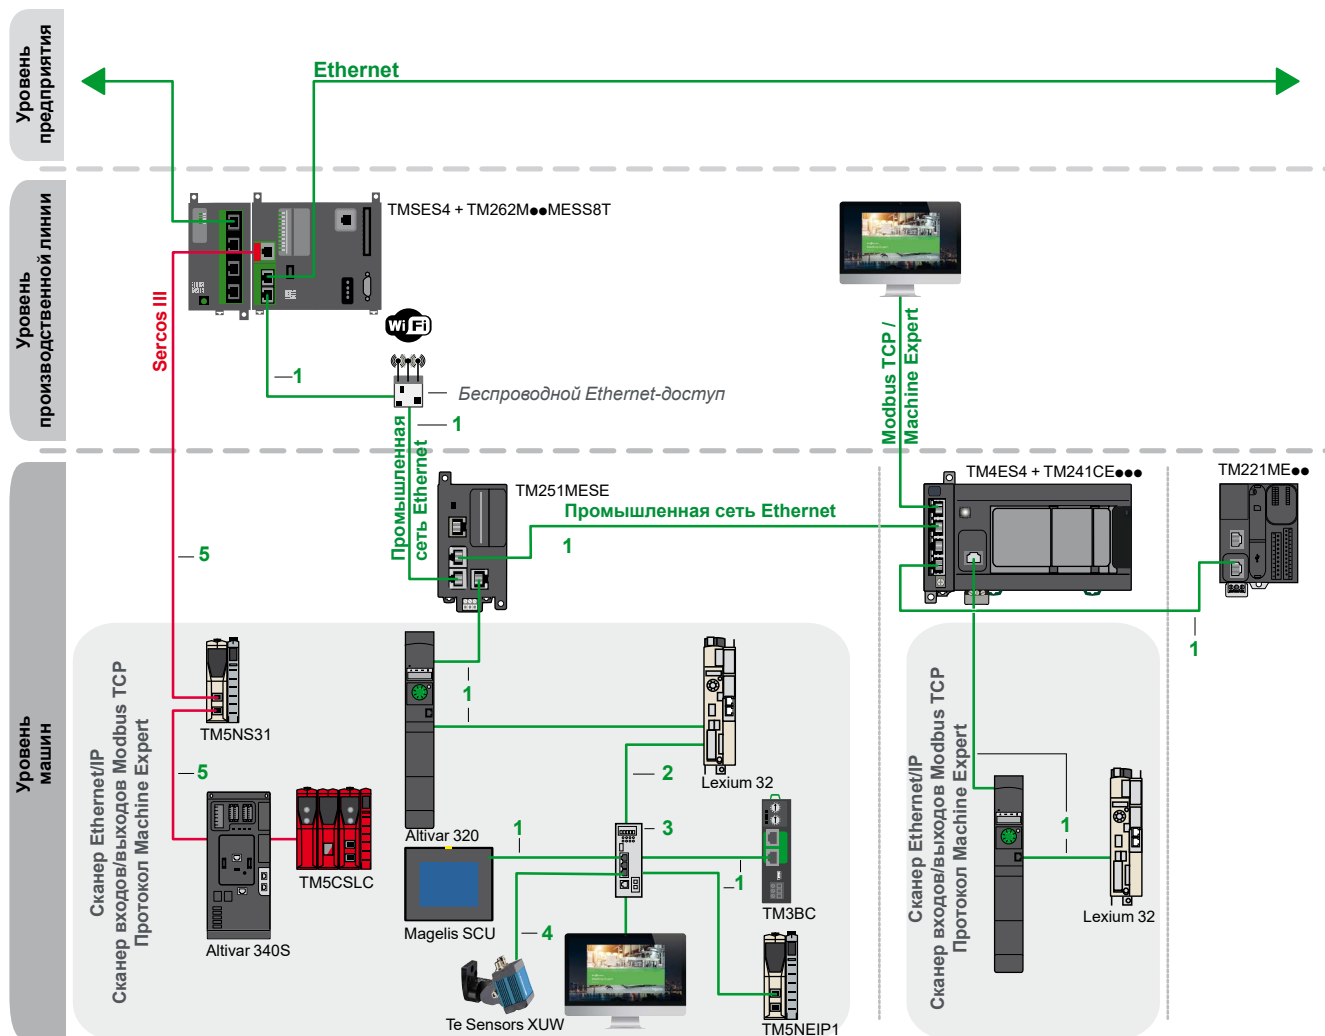 Уровень
предприятия
Ethernet
Уровень
производственной линии
TMSES4 + TM262M●●MESS8T
Sercos III
Wi Fi
1
Беспроводной Ethernet-доступ
1
Modbus TCP /
Machine Expert
Уровень
машин
Промышленная
сеть Ethernet
TM251MESE
Промышленная сеть Ethernet
1
TM4ES4 + TM241CE●●●
TM221ME●●
5
1
Сканер Ethernet/IP
Сканер входов/выходов Modbus TCP
Протокол Machine Expert
TM5NS31
5
1
2
Lexium 32
Altivar 320
1
3
TM5CSLC
Altivar 340S
Magelis SCU
4
1
TM3BC
Te Sensors XUW
TM5NEIP1
Сканер Ethernet/IP
Сканер входов/выходов Modbus TCP
Протокол Machine Expert
1
Lexium 32